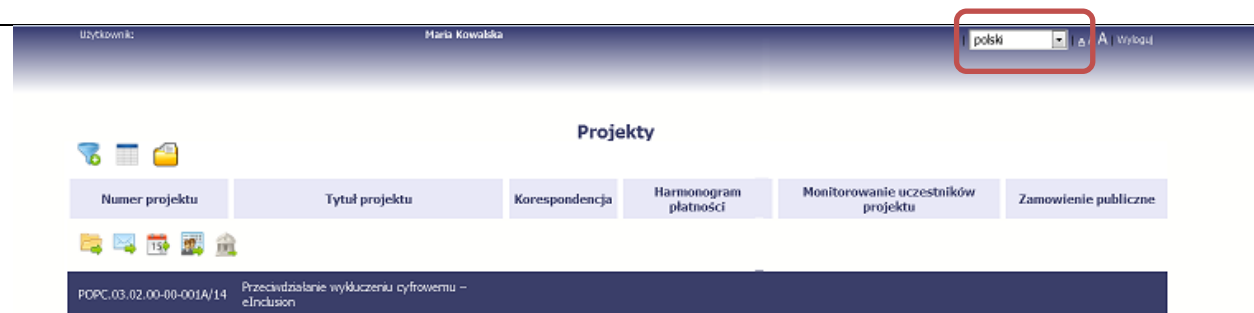 Użytkownik: Maria Kowalska | polski | A A A | Wyloguj
Projekty
Numer projektu Tytuł projektu Korespondencja Harmonogram płatności Monitorowanie uczestników projektu Zamowienie publiczne
15
POPC.03.02.00-00-001A/14 Przeciwdziałanie wykluczeniu cyfrowemu –
eInclusion